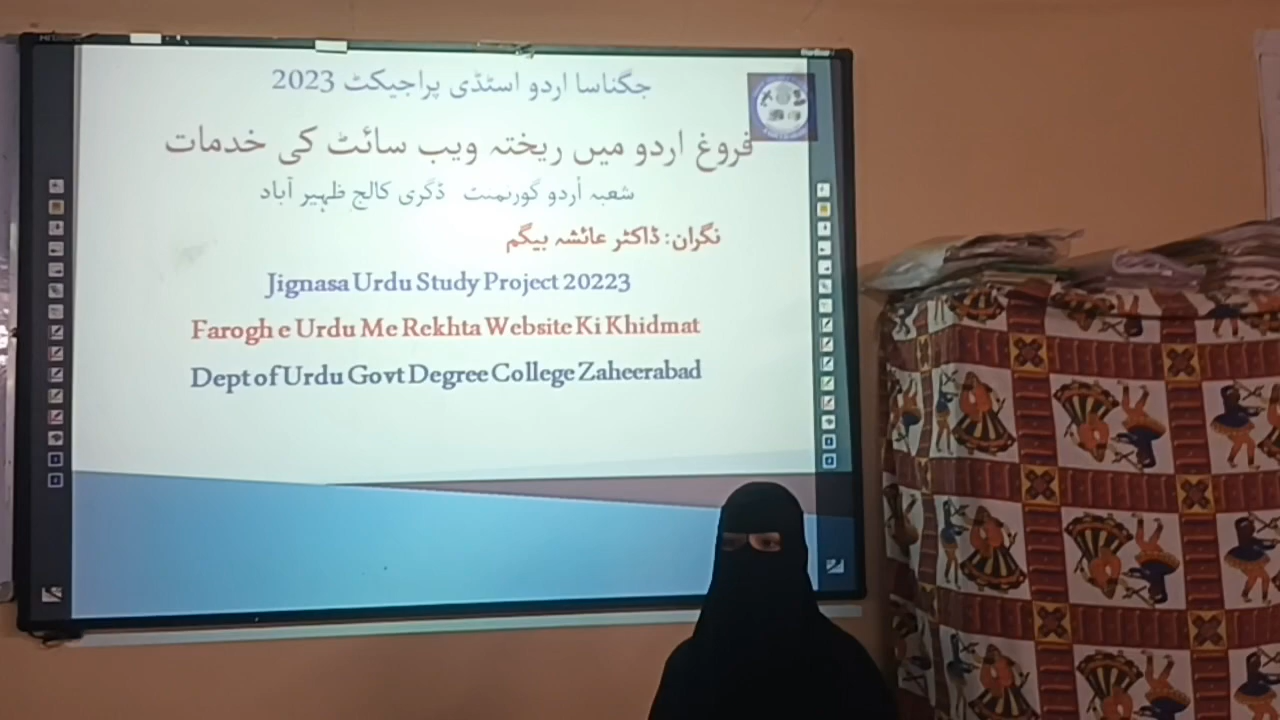 جگناسا اردو اسٹڈی پراجیکٹ 2023
فروغ اردو میں ریختہ ویب سائٹ کی خدمات
شعبہ اُردو گورنمنٹ ڈگری کالج ظہیر آباد
نگران: ڈاکٹر عائشہ بیگم
Jignasa Urdu Study Project 20223
Farogh e Urdu Me Rekhta Website Ki Khidmat
Dept of Urdu Govt Degree College Zaheerabad